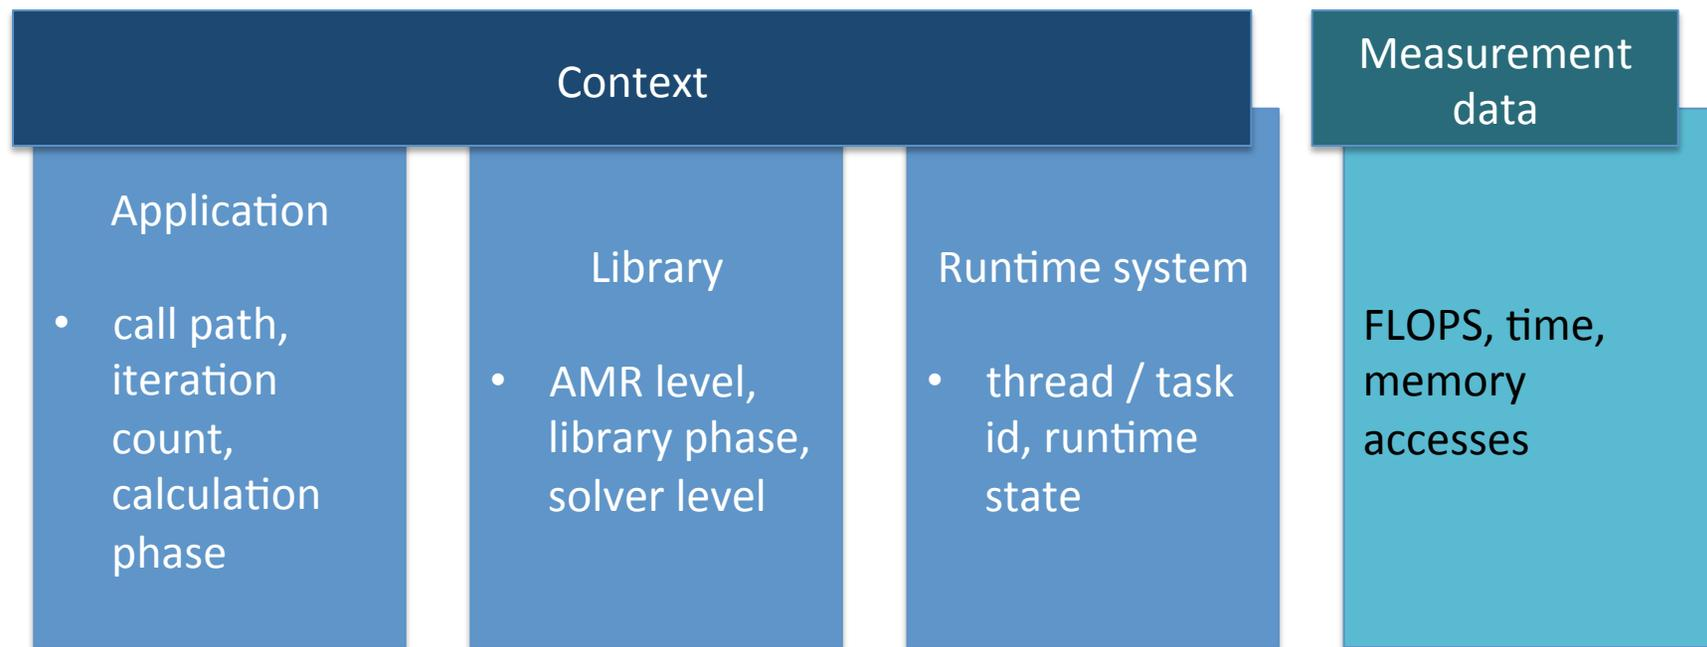 Context
Measurement
data
Application
• call path,
iteration
count,
calculation
phase
Library
• AMR level,
library phase,
solver level
Runtime system
• thread / task
id, runtime
state
FLOPS, time,
memory
accesses